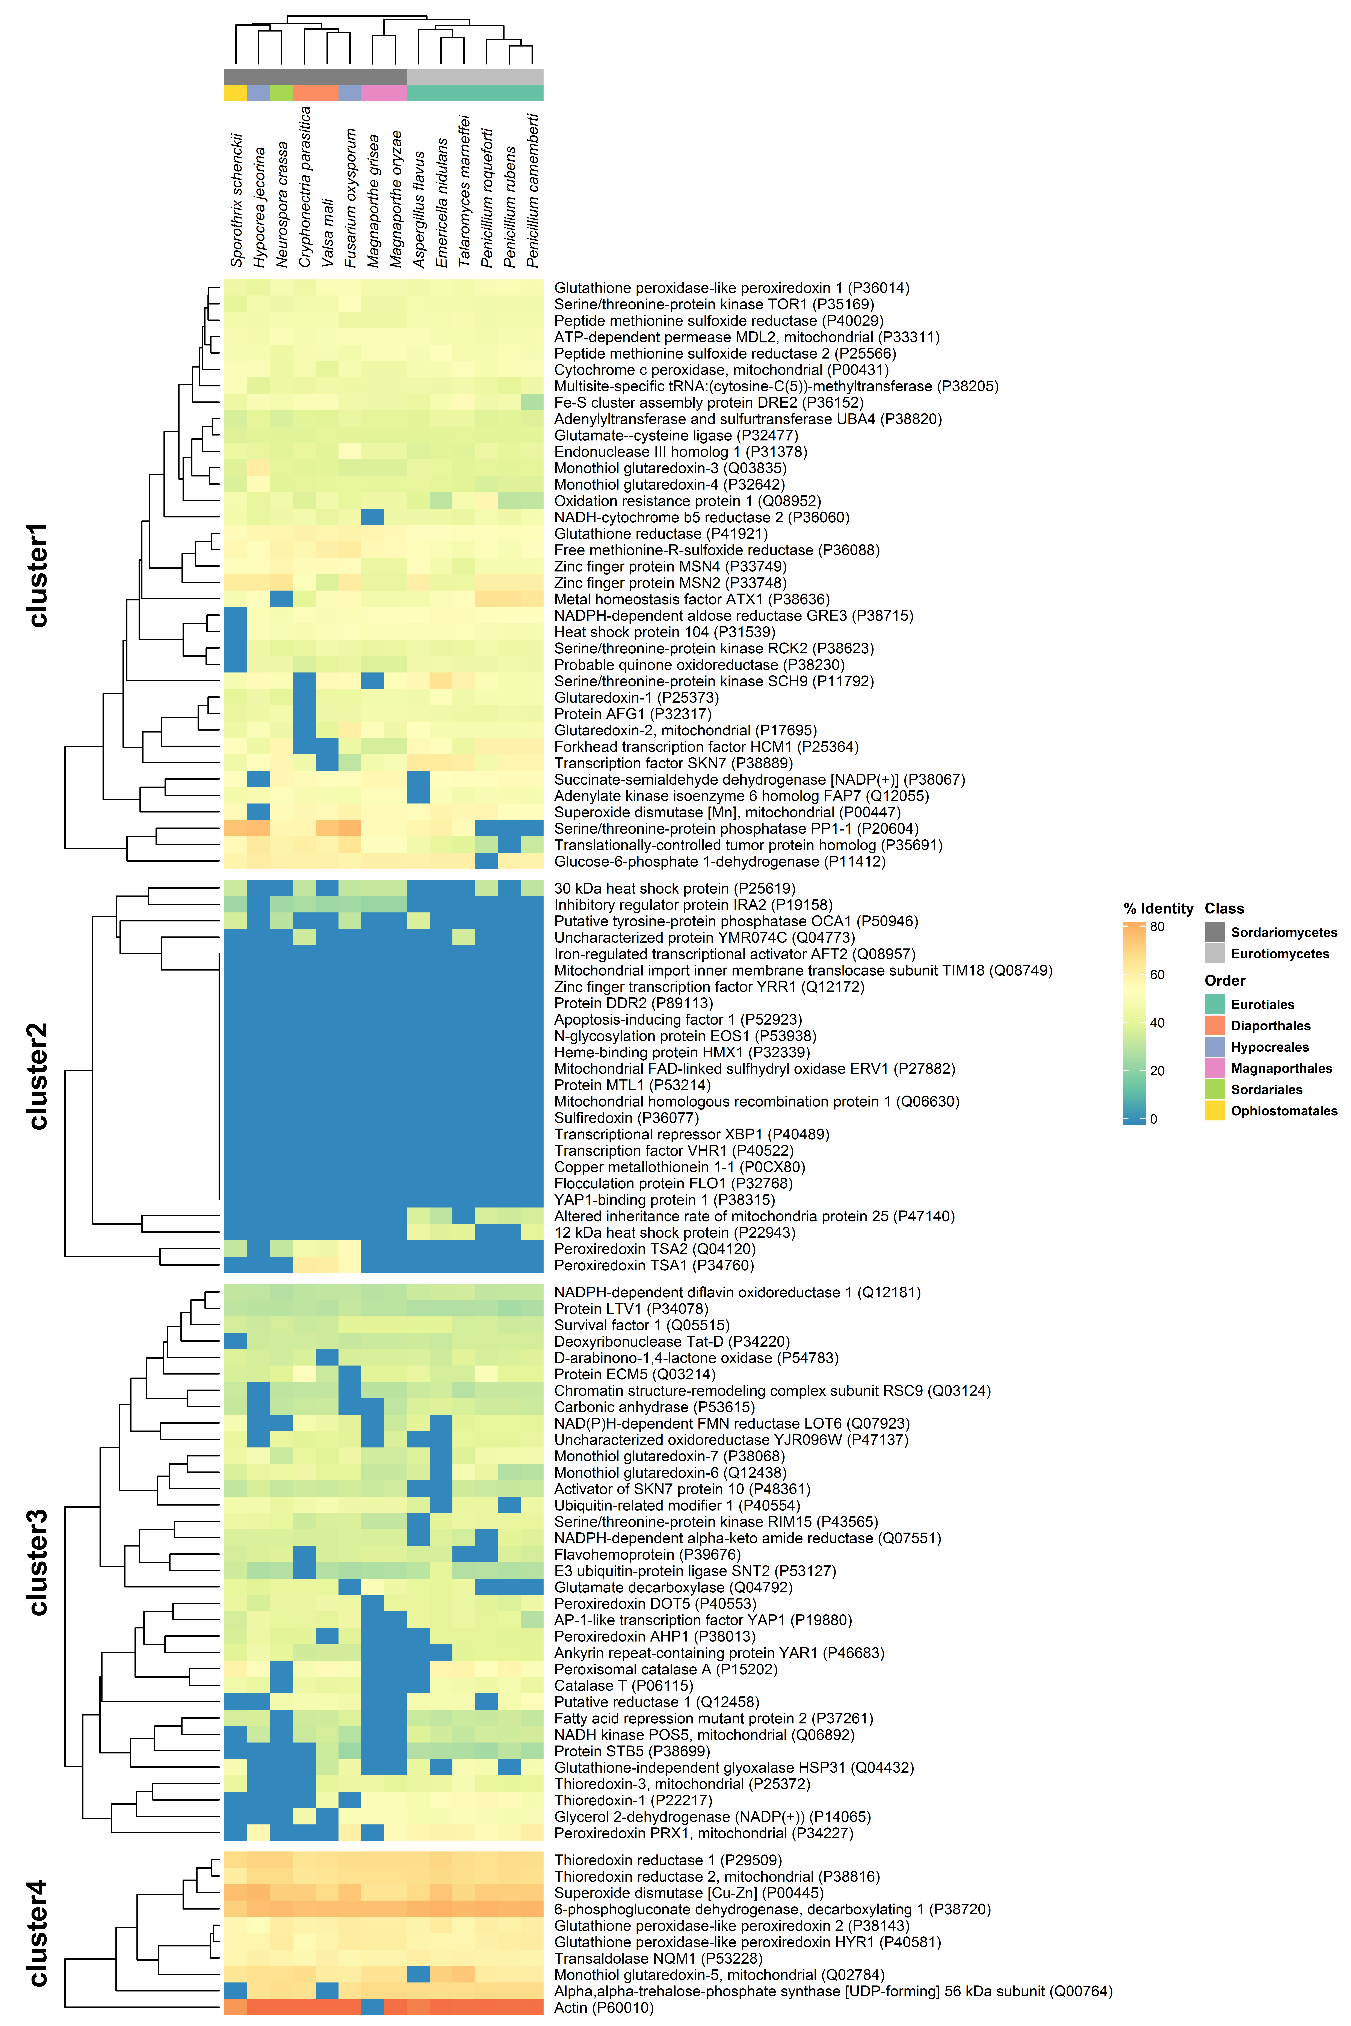 Sporothrix schenckii
Hypocrea jecorina
Neurospora crassa
Cryphonectria parasitica
Valsa mali
Fusarium oxysporum
Magnaporthe grisea
Magnaporthe oryzae
Aspergillus flavus
Emericella nidulans
Talaromyces marneffei
Penicillium roqueforti
Penicillium rubens
Penicillium camemberti
cluster1
Glutathione peroxidase-like peroxiredoxin 1 (P36014)
Serine/threonine-protein kinase TOR1 (P35169)
Peptide methionine sulfoxide reductase (P40029)
ATP-dependent permease MDL2, mitochondrial (P33311)
Peptide methionine sulfoxide reductase 2 (P25566)
Cytochrome c peroxidase, mitochondrial (P00431)
Multisite-specific tRNA:(cytosine-C(5))-methyltransferase (P38205)
Fe-S cluster assembly protein DRE2 (P36152)
Adenylyltransferase and sulfurtransferase UBA4 (P38820)
Glutamate--cysteine ligase (P32477)
Endonuclease III homolog 1 (P31378)
Monothiol glutaredoxin-3 (Q03835)
Monothiol glutaredoxin-4 (P32642)
Oxidation resistance protein 1 (Q08952)
NADH-cytochrome b5 reductase 2 (P36060)
Glutathione reductase (P41921)
Free methionine-R-sulfoxide reductase (P36088)
Zinc finger protein MSN4 (P33749)
Zinc finger protein MSN2 (P33748)
Metal homeostasis factor ATX1 (P38636)
NADPH-dependent aldose reductase GRE3 (P38715)
Heat shock protein 104 (P31539)
Serine/threonine-protein kinase RCK2 (P38623)
Probable quinone oxidoreductase (P38230)
Serine/threonine-protein kinase SCH9 (P11792)
Glutaredoxin-1 (P25373)
Protein AFG1 (P32317)
Glutaredoxin-2, mitochondrial (P17695)
Forkhead transcription factor HCM1 (P25364)
Transcription factor SKN7 (P38889)
Succinate-semialdehyde dehydrogenase [NADP(+)] (P38067)
Adenylate kinase isoenzyme 6 homolog FAP7 (Q12055)
Superoxide dismutase [Mn], mitochondrial (P00447)
Serine/threonine-protein phosphatase PP1-1 (P20604)
Translationally-controlled tumor protein homolog (P35691)
Glucose-6-phosphate 1-dehydrogenase (P11412)
cluster2
30 kDa heat shock protein (P25619)
Inhibitory regulator protein IRA2 (P19158)
Putative tyrosine-protein phosphatase OCA1 (P50946)
Uncharacterized protein YMR074C (Q04773)
Iron-regulated transcriptional activator AFT2 (Q08957)
Mitochondrial import inner membrane translocase subunit TIM18 (Q08749)
Zinc finger transcription factor YRR1 (Q12172)
Protein DDR2 (P89113)
Apoptosis-inducing factor 1 (P52923)
N-glycosylation protein EOS1 (P53938)
Heme-binding protein HMX1 (P32339)
Mitochondrial FAD-linked sulfhydryl oxidase ERV1 (P27882)
Protein MTL1 (P53214)
Mitochondrial homologous recombination protein 1 (Q06630)
Sulfiredoxin (P36077)
Transcriptional repressor XBP1 (P40489)
Transcription factor VHR1 (P40522)
Copper metallothionein 1-1 (P0CX80)
Flocculation protein FLO1 (P32768)
YAP1-binding protein 1 (P38315)
Altered inheritance rate of mitochondria protein 25 (P47140)
12 kDa heat shock protein (P22943)
Peroxiredoxin TSA2 (Q04120)
Peroxiredoxin TSA1 (P34760)
cluster3
NADPH-dependent diflavin oxidoreductase 1 (Q12181)
Protein LTV1 (P34078)
Survival factor 1 (Q05515)
Deoxyribonuclease Tat-D (P34220)
D-arabinono-1,4-lactone oxidase (P54783)
Protein ECM5 (Q03214)
Chromatin structure-remodeling complex subunit RSC9 (Q03124)
Carbonic anhydrase (P53615)
NAD(P)H-dependent FMN reductase LOT6 (Q07923)
Uncharacterized oxidoreductase YJR096W (P47137)
Monothiol glutaredoxin-7 (P38068)
Monothiol glutaredoxin-6 (Q12438)
Activator of SKN7 protein 10 (P48361)
Ubiquitin-related modifier 1 (P40554)
Serine/threonine-protein kinase RIM15 (P43565)
NADPH-dependent alpha-keto amide reductase (Q07551)
Flavohemoprotein (P39676)
E3 ubiquitin-protein ligase SNT2 (P53127)
Glutamate decarboxylase (Q04792)
Peroxiredoxin DOT5 (P40553)
AP-1-like transcription factor YAP1 (P19880)
Peroxiredoxin AHP1 (P38013)
Ankyrin repeat-containing protein YAR1 (P46683)
Peroxisomal catalase A (P15202)
Catalase T (P06115)
Putative reductase 1 (Q12458)
Fatty acid repression mutant protein 2 (P37261)
NADH kinase POS5, mitochondrial (Q06892)
Protein STB5 (P38699)
Glutathione-independent glyoxalase HSP31 (Q04432)
Thioredoxin-3, mitochondrial (P25372)
Thioredoxin-1 (P22217)
Glycerol 2-dehydrogenase (NADP(+)) (P14065)
Peroxiredoxin PRX1, mitochondrial (P34227)
cluster4
Thioredoxin reductase 1 (P29509)
Thioredoxin reductase 2, mitochondrial (P38816)
Superoxide dismutase [Cu-Zn] (P00445)
6-phosphogluconate dehydrogenase, decarboxylating 1 (P38720)
Glutathione peroxidase-like peroxiredoxin 2 (P38143)
Glutathione peroxidase-like peroxiredoxin HYR1 (P40581)
Transaldolase NQM1 (P53228)
Monothiol glutaredoxin-5, mitochondrial (Q02784)
Alpha,alpha-trehalose-phosphate synthase [UDP-forming] 56 kDa subunit (Q00764)
Actin (P60010)
% Identity
80
60
40
20
0
Class
Sordariomycetes
Eurotiomycetes
Order
Eurotiales
Diaporthales
Hypocreales
Magnaporthales
Sordariales
Ophiostomatales